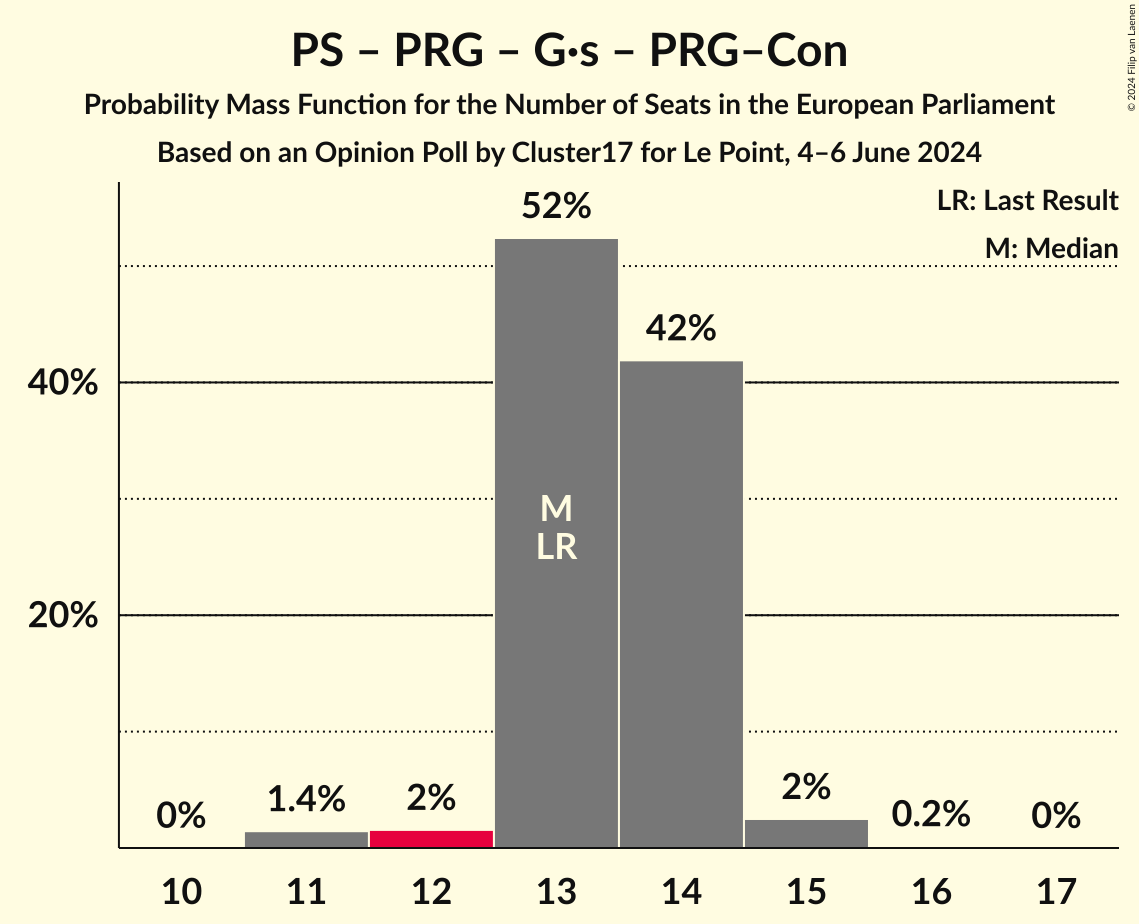 PS – PRG – G•s – PRG–Con
Probability Mass Function for the Number of Seats in the European Parliament
Based on an Opinion Poll by Cluster17 for Le Point, 4–6 June 2024
© 2024 Filip van Laenen
LR: Last Result
M: Median
52%
42%
40%
M
LR
20%
0%
1.4%
2%
2%
0.2%
0%
10 11 12 13 14 15 16 17